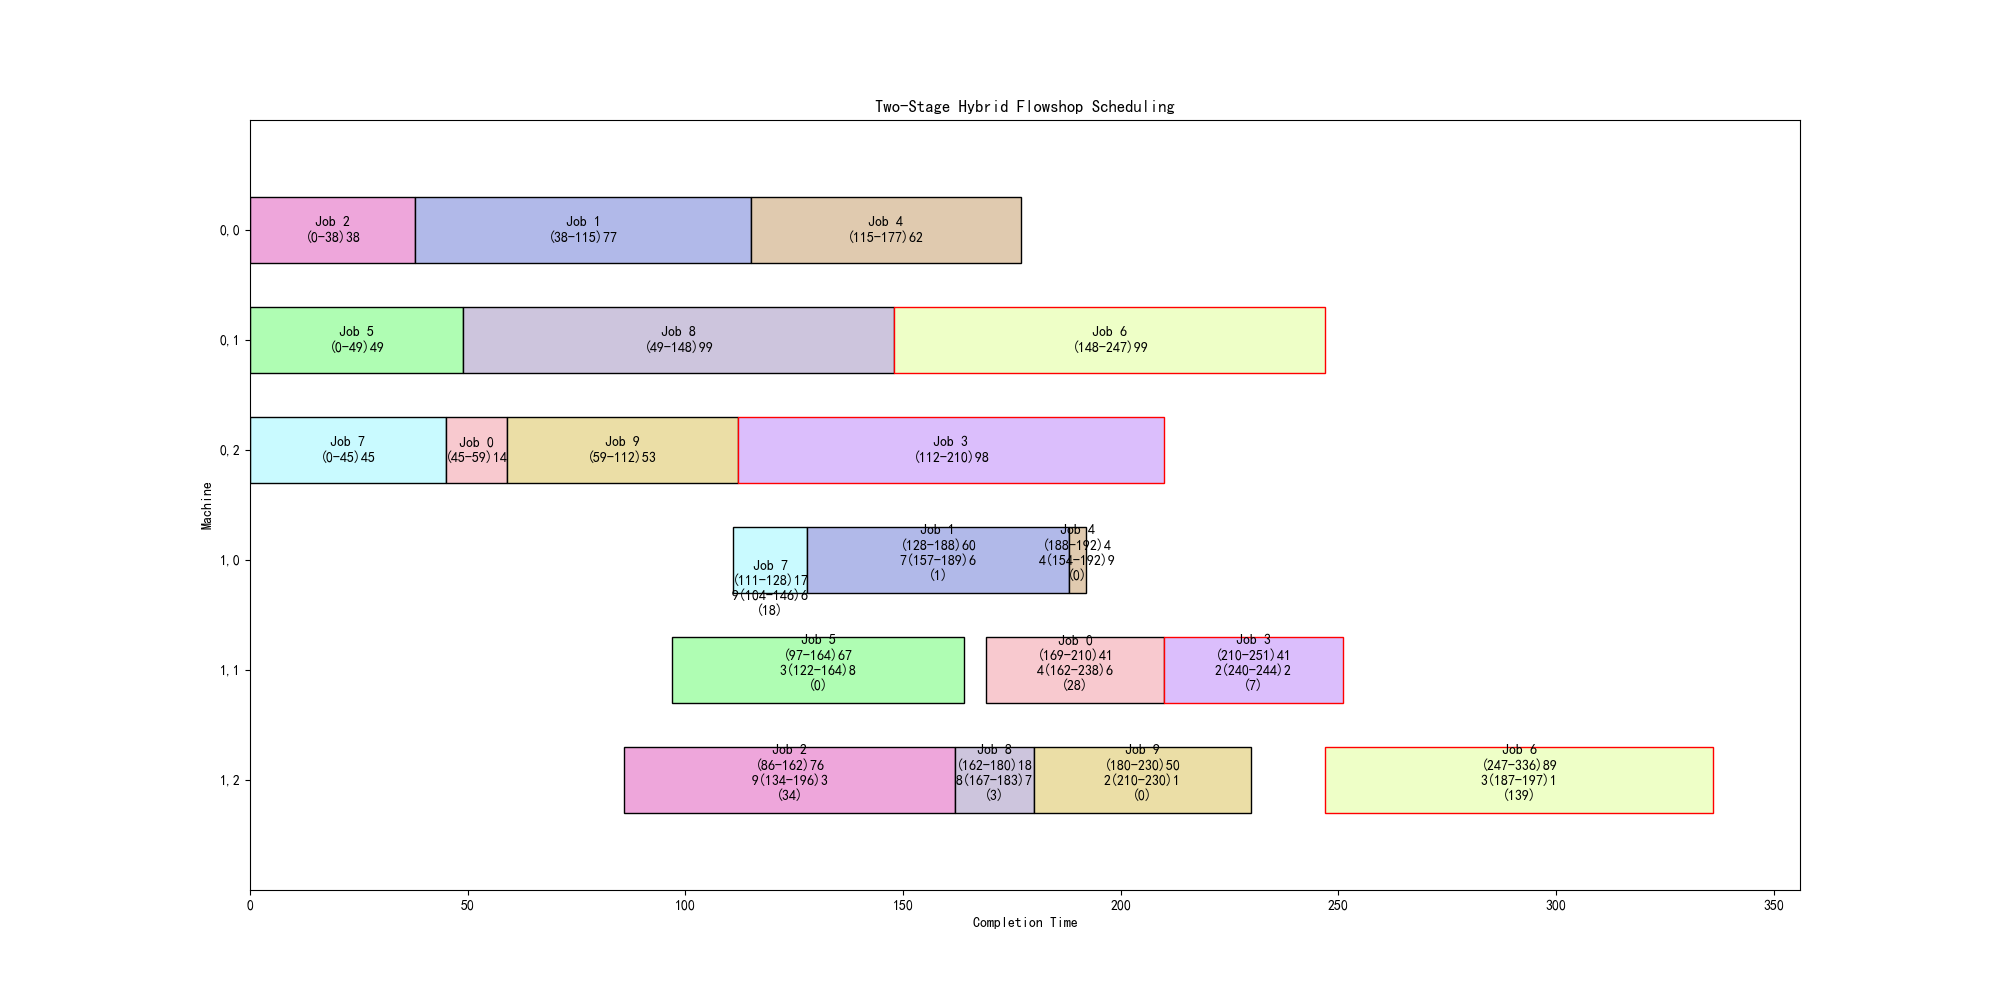 Two-Stage Hybrid Flowshop Scheduling
0,0
Job 2
(0-38)38
Job 1
(38-115)77
Job 4
(115-177)62
0,1
Job 5
(0-49)49
Job 8
(49-148)99
Job 6
(148-247)99
0,2
Job 7
(0-45)45
Job 0
(45-59)14
Job 9
(59-112)53
Job 3
(112-210)98
Machine
1,0
Job 7
(111-128)17
9(104-146)6
(18)
Job 1
(128-188)60
7(157-189)6
(1)
Job 4
(188-192)4
4(154-192)9
(0)
1,1
Job 5
(97-164)67
3(122-164)8
(0)
Job 0
(169-210)41
4(162-238)6
(28)
Job 3
(210-251)41
2(240-244)2
(7)
1,2
Job 2
(86-162)76
9(134-196)3
(34)
Job 8
(162-180)18
8(167-183)7
(3)
Job 9
(180-230)50
2(210-230)1
(0)
Job 6
(247-336)89
3(187-197)1
(139)
0
50
100
150
200
250
300
350
Completion Time